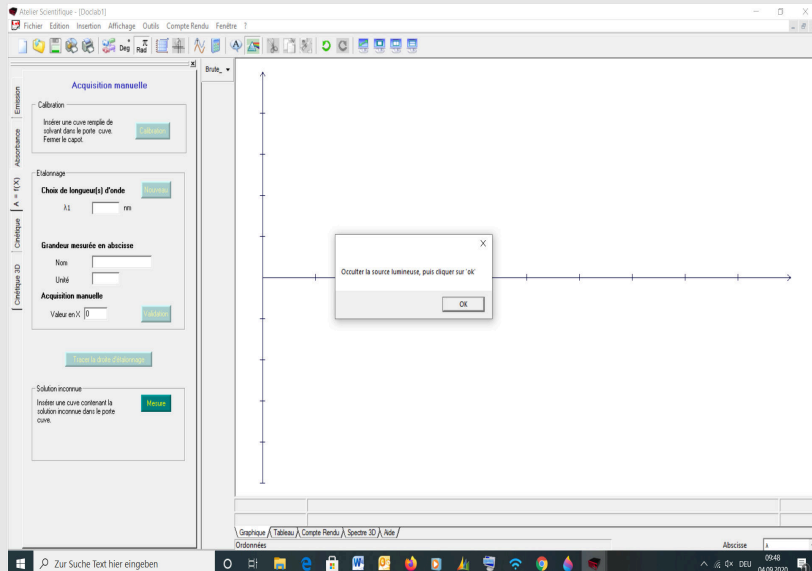 Atelier Scientifique - [Doclab1]
Fichier Edition Insertion Affichage Outils Compte Rendu Fenêtre ?
Deg Rad π
Brute_
Acquisition manuelle
Emission
Absorbance
A = f(X)
Cinétique
Cinétique 3D
Calibration
Insérer une cuve remplie de
solvant dans le porte cuve.
Fermer le capot.
Calibration
Etalonnage
Choix de longueur(s) d'onde
Nouveau
λ1 nm
Grandeur mesurée en abscisse
Nom
Unité
Acquisition manuelle
Valeur en X 0
Validation
Tracer la droite d'étalonnage
Solution inconnue
Insérer une cuve contenant la
solution inconnue dans le porte
cuve.
Mesure
X
Occulter la source lumineuse, puis cliquer sur 'ok'
OK
Graphique Tableau Compte Rendu Spectre 3D Aide
Ordonnées
Abscisse λ
Zur Suche Text hier eingeben
DEU
09:48
04.09.2020